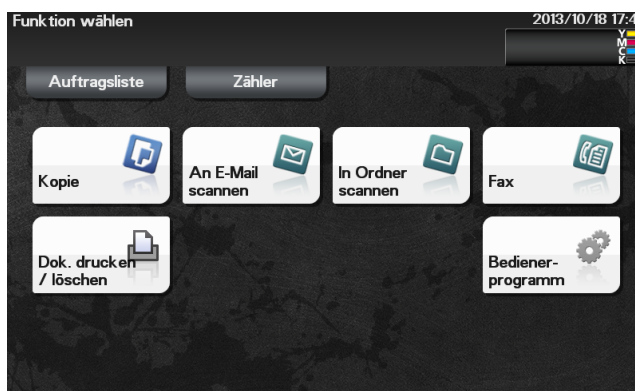 Funktion wählen
2013/10/18 17:4
Y
M
C
K
Auftragsliste
Zähler
Kopie
An E-Mail
scannen
In Ordner
scannen
Fax
Dok. drucken
/ löschen
Bediener-
programm